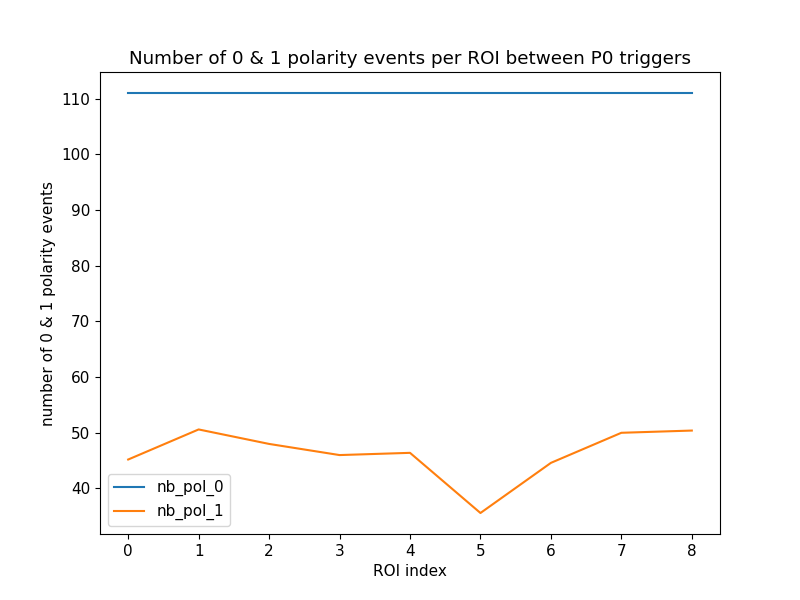 Number of 0 & 1 polarity events per ROI between P0 triggers
number of 0 & 1 polarity events
110
100
90
80
70
60
50
40
nb_pol_0
nb_pol_1
0 1 2 3 4 5 6 7 8
ROI index